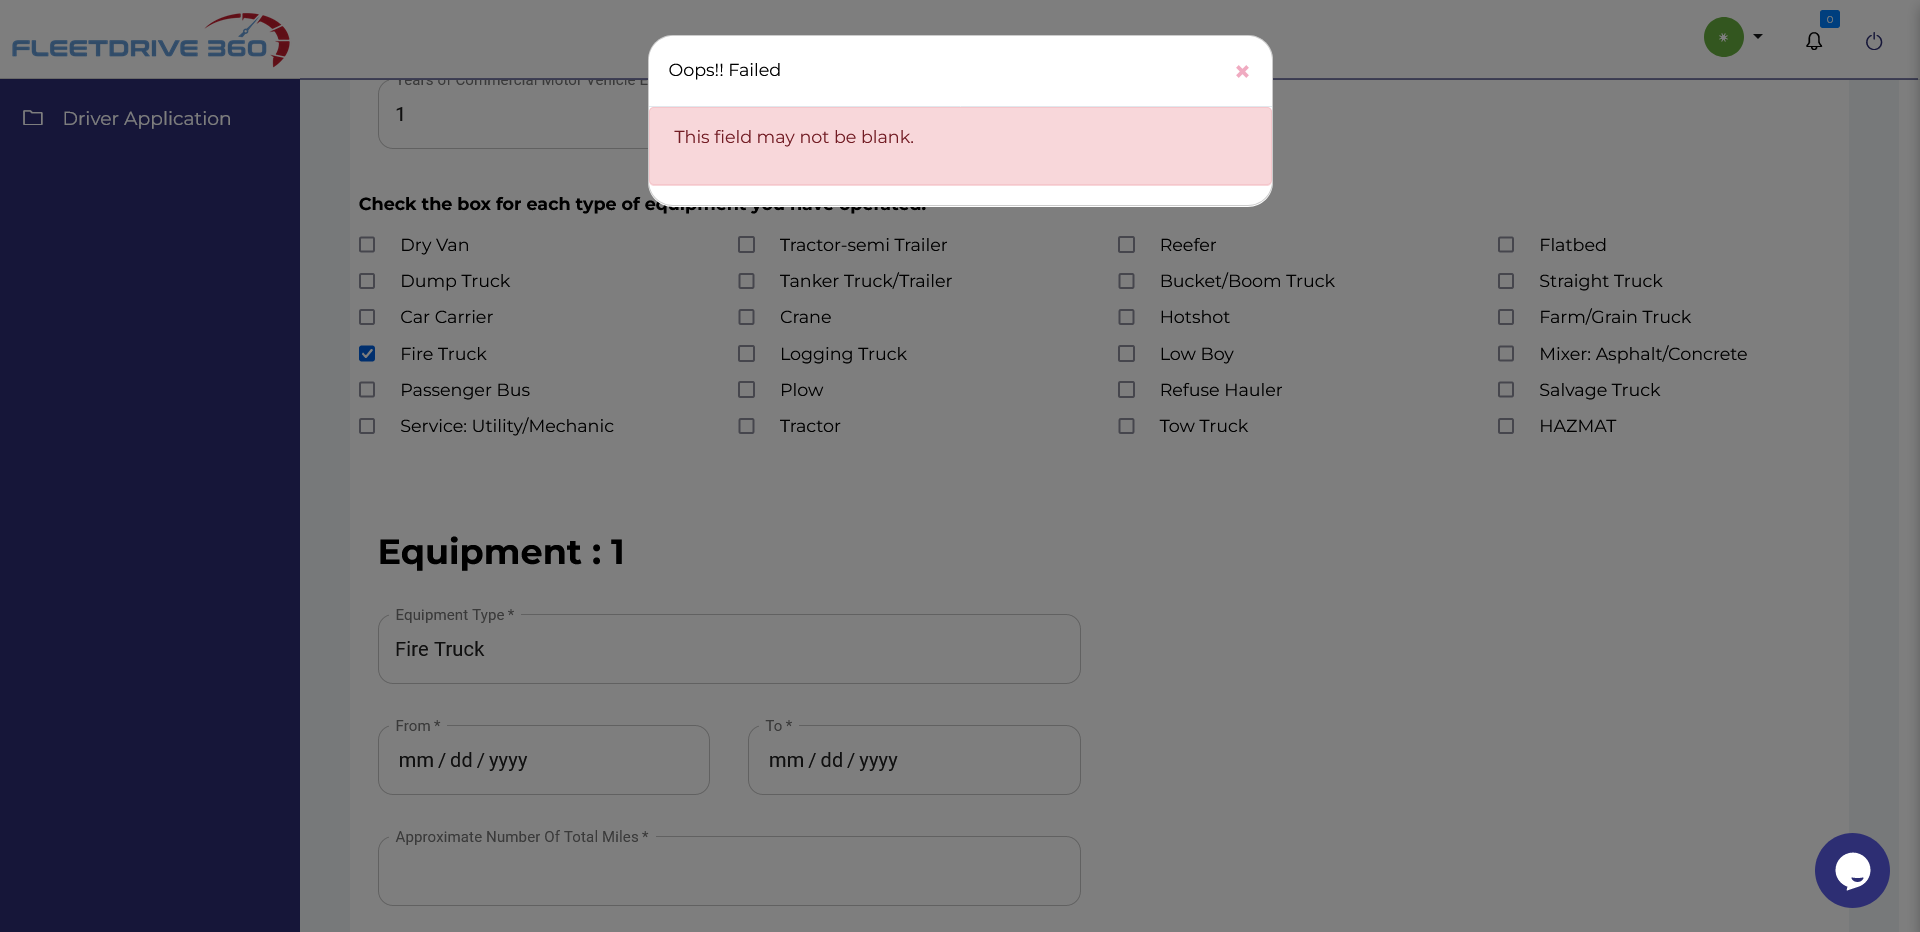 FLEETDRIVE 360
0
Oops!! Failed
This field may not be blank.
Driver Application
Years of Commercial Motor Vehicle
1
Check the box for each type of equipment you have operated.
Dry Van
Tractor-semi Trailer
Reefer
Flatbed
Dump Truck
Tanker Truck/Trailer
Bucket/Boom Truck
Straight Truck
Car Carrier
Crane
Hotshot
Farm/Grain Truck
Fire Truck
Logging Truck
Low Boy
Mixer: Asphalt/Concrete
Passenger Bus
Plow
Refuse Hauler
Salvage Truck
Service: Utility/Mechanic
Tractor
Tow Truck
HAZMAT
Equipment : 1
Equipment Type *
Fire Truck
From *
To *
mm / dd / yyyy
mm / dd / yyyy
Approximate Number Of Total Miles *